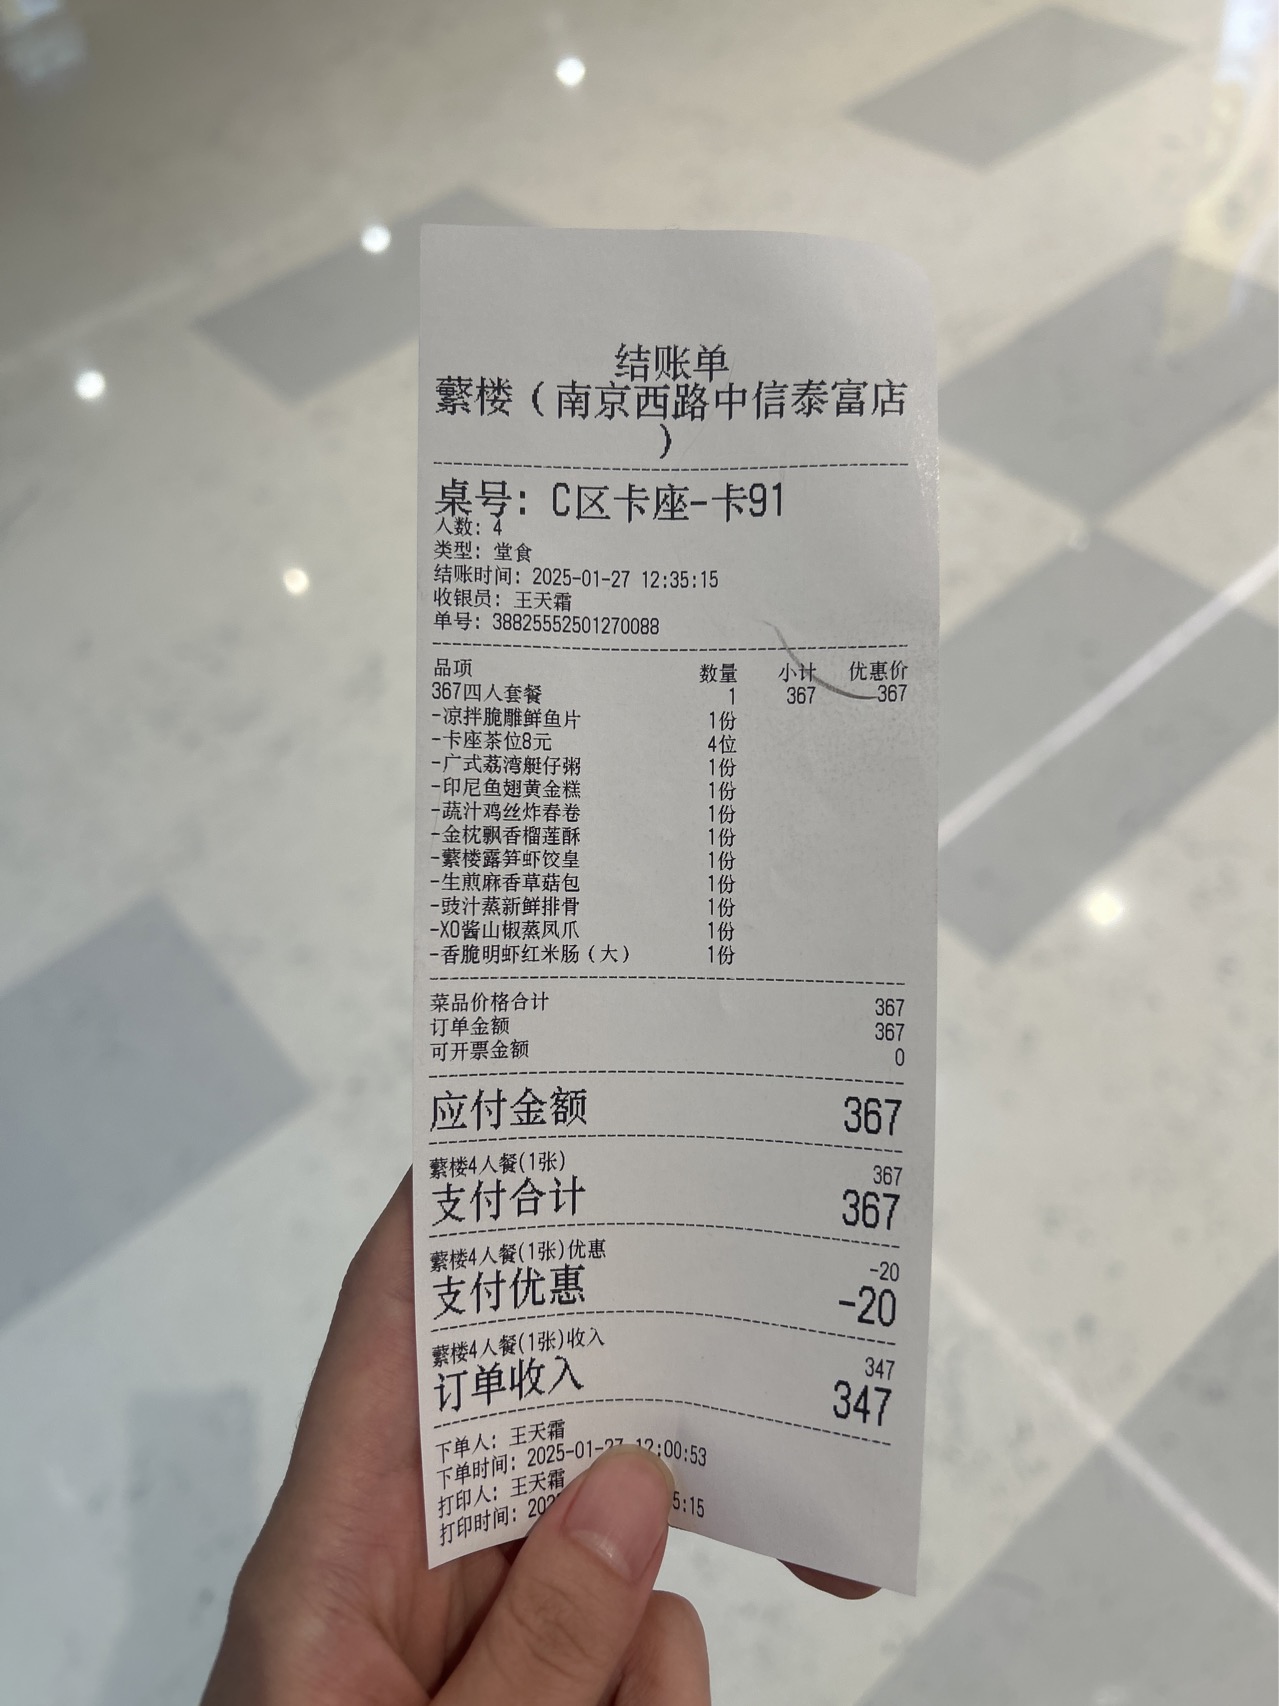 结账单
蘩楼（南京西路中信泰富店
）
桌号：C区卡座-卡91
人数：4
类型：堂食
结账时间：2025-01-27 12:35:15
收银员：王天霜
单号：38825552501270088
品项 数量 小计 优惠价
367四人套餐 1 367 367
-凉拌脆雕鲜鱼片 1份
-卡座茶位8元 4位
-广式荔湾艇仔粥 1份
-印尼鱼翅黄金糕 1份
-蔬汁鸡丝炸春卷 1份
-金枕飘香榴莲酥 1份
-蘩楼露笋虾饺皇 1份
-生煎麻香草菇包 1份
-豉汁蒸新鲜排骨 1份
-XO酱山椒蒸凤爪 1份
-香脆明虾红米肠（大） 1份
菜品价格合计 367
订单金额 367
可开票金额 0
应付金额 367
蘩楼4人餐(1张) 367
支付合计 367
蘩楼4人餐(1张)优惠 -20
支付优惠 -20
蘩楼4人餐(1张)收入 347
订单收入 347
下单人：王天霜
下单时间：2025-01-27 12:00:53
打印人：王天霜
打印时间：202 5:15